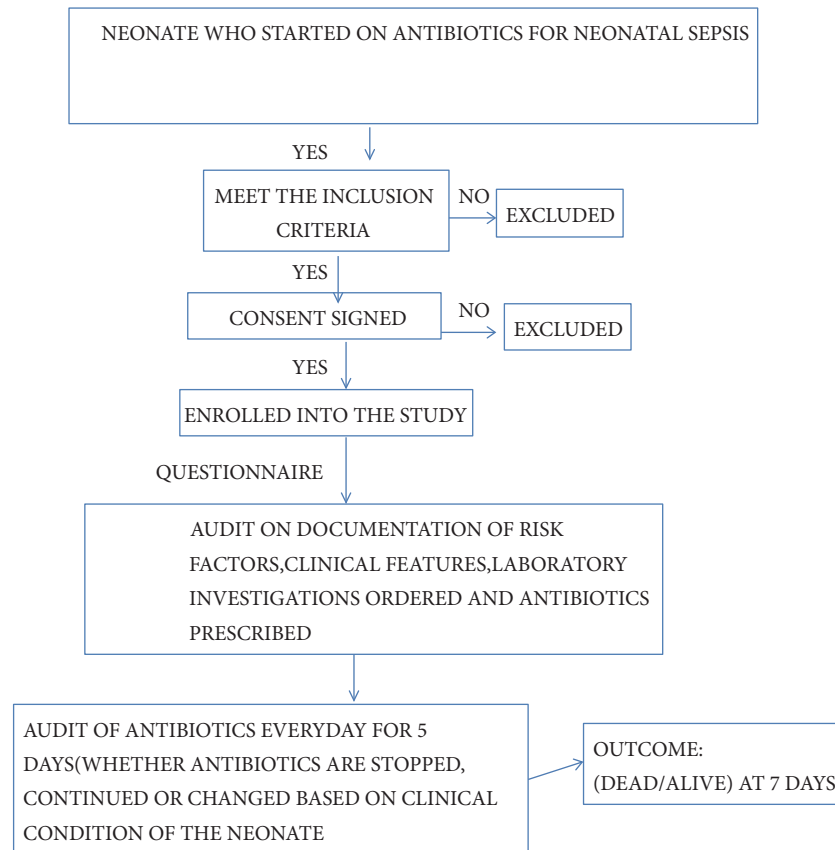 NEONATE WHO STARTED ON ANTIBIOTICS FOR NEONATAL SEPSIS
YES
MEET THE INCLUSION
CRITERIA
NO
EXCLUDED
YES
CONSENT SIGNED
NO
EXCLUDED
YES
ENROLLED INTO THE STUDY
QUESTIONNAIRE
AUDIT ON DOCUMENTATION OF RISK
FACTORS,CLINICAL FEATURES,LABORATORY
INVESTIGATIONS ORDERED AND ANTIBIOTICS
PRESCRIBED
AUDIT OF ANTIBIOTICS EVERYDAY FOR 5
DAYS(WHETHER ANTIBIOTICS ARE STOPPED,
CONTINUED OR CHANGED BASED ON CLINICAL
CONDITION OF THE NEONATE
OUTCOME:
(DEAD/ALIVE) AT 7 DAYS